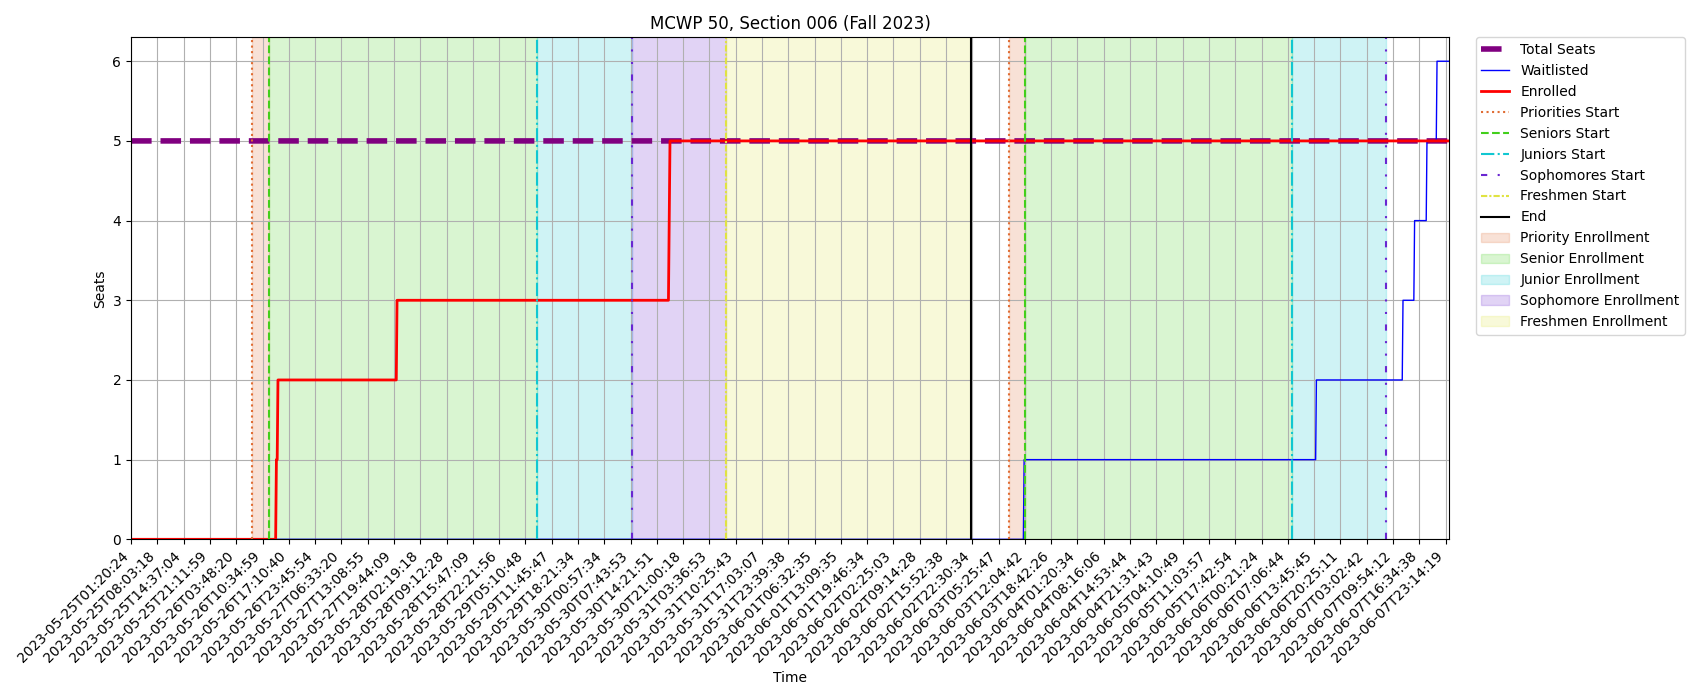 MCWP 50, Section 006 (Fall 2023)
Seats
6
5
4
3
2
1
0
2023-05-25T01:20:24
2023-05-25T08:03:18
2023-05-25T14:37:04
2023-05-25T21:11:59
2023-05-26T03:48:20
2023-05-26T10:34:59
2023-05-26T17:10:40
2023-05-26T23:45:54
2023-05-27T06:33:20
2023-05-27T13:08:55
2023-05-27T19:44:09
2023-05-28T02:19:18
2023-05-28T09:12:28
2023-05-28T15:47:09
2023-05-28T22:21:56
2023-05-29T05:10:48
2023-05-29T11:45:47
2023-05-29T18:21:34
2023-05-30T00:57:34
2023-05-30T07:43:53
2023-05-30T14:21:51
2023-05-30T21:00:18
2023-05-31T03:36:53
2023-05-31T10:25:43
2023-05-31T17:03:07
2023-05-31T23:39:38
2023-06-01T06:32:35
2023-06-01T13:09:35
2023-06-01T19:46:34
2023-06-02T02:25:03
2023-06-02T09:14:28
2023-06-02T15:52:38
2023-06-02T22:30:34
2023-06-03T05:25:47
2023-06-03T12:04:42
2023-06-03T18:42:26
2023-06-04T01:20:34
2023-06-04T08:16:06
2023-06-04T14:53:44
2023-06-04T21:31:43
2023-06-05T04:10:49
2023-06-05T11:03:57
2023-06-05T17:42:54
2023-06-06T00:21:24
2023-06-06T07:06:44
2023-06-06T13:45:45
2023-06-06T20:25:11
2023-06-07T03:02:42
2023-06-07T09:54:12
2023-06-07T16:34:38
2023-06-07T23:14:19
Time
Total Seats
Waitlisted
Enrolled
Priorities Start
Seniors Start
Juniors Start
Sophomores Start
Freshmen Start
End
Priority Enrollment
Senior Enrollment
Junior Enrollment
Sophomore Enrollment
Freshmen Enrollment